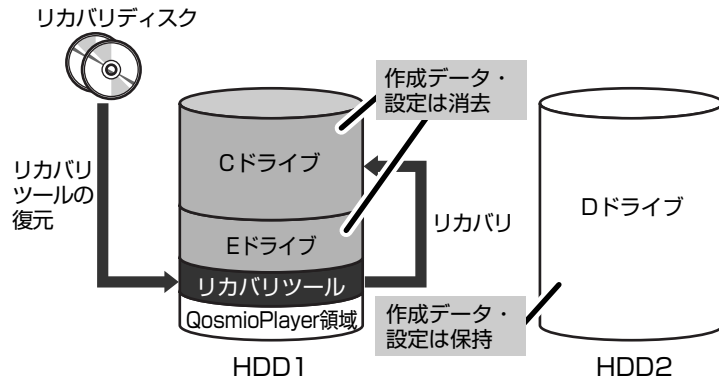 リカバリディスク
作成データ・
設定は消去
Cドライブ
リカバリ
ツールの
復元
リカバリ
Dドライブ
Eドライブ
リカバリツール
QosmioPlayer領域
作成データ・
設定は保持
HDD1
HDD2